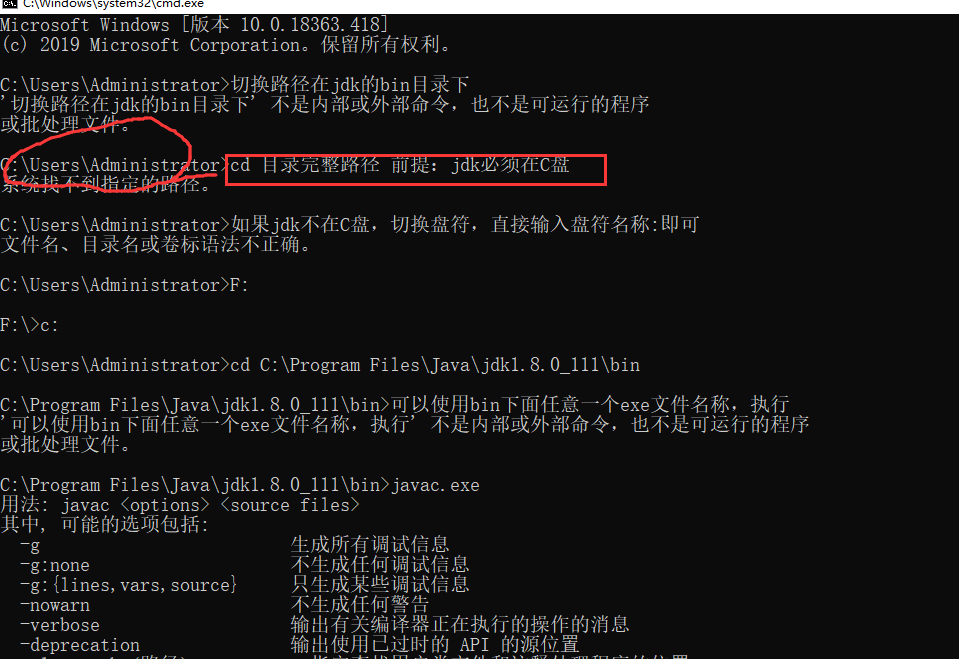 C:\Windows\system32\cmd.exe
Microsoft Windows [版本 10.0.18363.418]
(c) 2019 Microsoft Corporation。保留所有权利。
C:\Users\Administrator>切换路径在jdk的bin目录下
'切换路径在jdk的bin目录下' 不是内部或外部命令，也不是可运行的程序
或批处理文件。
C:\Users\Administrator>cd 目录完整路径 前提：jdk必须在C盘
系统找不到指定的路径。
C:\Users\Administrator>如果jdk不在C盘，切换盘符，直接输入盘符名称:即可
文件名、目录名或卷标语法不正确。
C:\Users\Administrator>F:
F:\>c:
C:\Users\Administrator>cd C:\Program Files\Java\jdk1.8.0_111\bin
C:\Program Files\Java\jdk1.8.0_111\bin>可以使用bin下面任意一个exe文件名称，执行
'可以使用bin下面任意一个exe文件名称，执行' 不是内部或外部命令，也不是可运行的程序
或批处理文件。
C:\Program Files\Java\jdk1.8.0_111\bin>javac.exe
用法: javac <options> <source files>
其中, 可能的选项包括:
-g 生成所有调试信息
-g:none 不生成任何调试信息
-g:{lines,vars,source} 只生成某些调试信息
-nowarn 不生成任何警告
-verbose 输出有关编译器正在执行的操作的消息
-deprecation 输出使用已过时的 API 的源位置